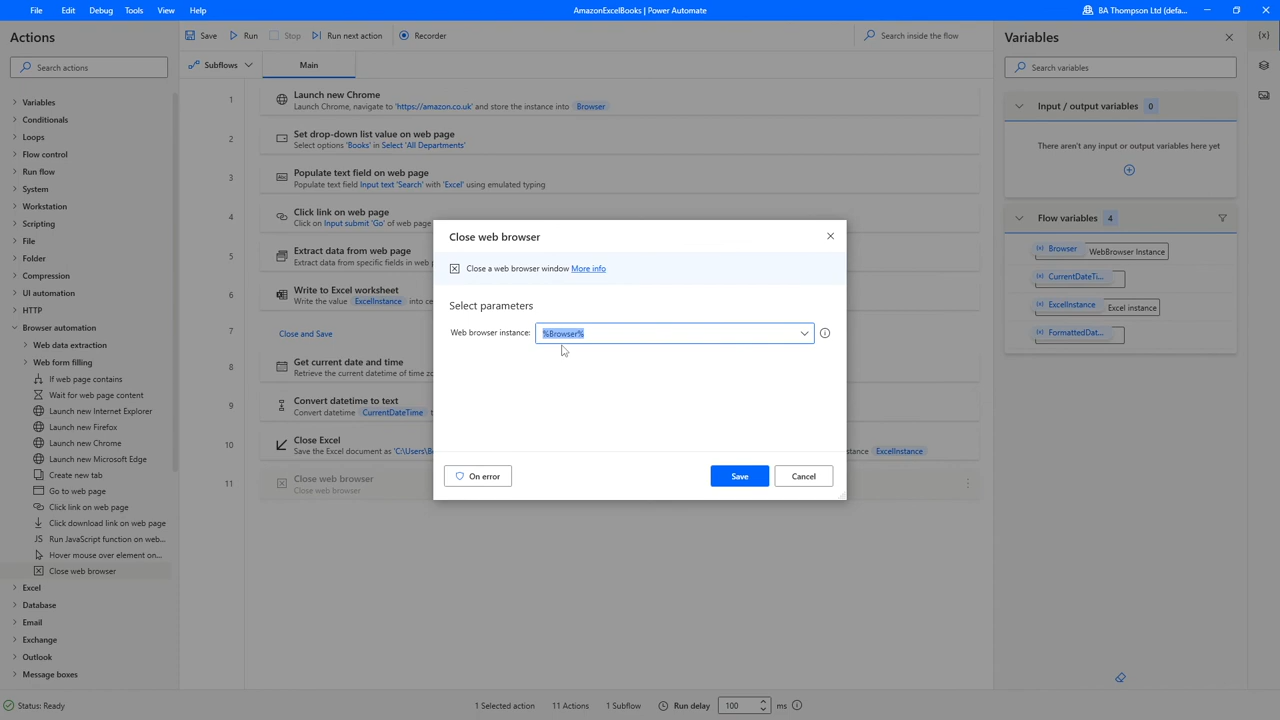 File Edit Debug Tools View Help
AmazonExcelBooks | Power Automate
BA Thompson Ltd (defa...
Actions
Search actions
Variables
Conditionals
Loops
Flow control
Run flow
System
Workstation
Scripting
File
Folder
Compression
UI automation
HTTP
Browser automation
Web data extraction
Web form filling
If web page contains
Wait for web page content
Launch new Internet Explorer
Launch new Firefox
Launch new Chrome
Launch new Microsoft Edge
Create new tab
Go to web page
Click link on web page
Click download link on web page
JS Run JavaScript function on web...
Hover mouse over element on...
Close web browser
Excel
Database
Email
Exchange
Outlook
Message boxes
Save Run Stop Run next action Recorder
Search inside the flow
Subflows Main
1 Launch new Chrome
Launch Chrome, navigate to 'https://amazon.co.uk' and store the instance into Browser
2 Set drop-down list value on web page
Select options 'Books' in Select 'All Departments'
3 Populate text field on web page
Abc Populate text field Input text 'Search' with 'Excel' using emulated typing
4 Click link on web page
Click on Input submit 'Go' of web page
5 Extract data from web page
Extract data from specific fields in web p
6 Write to Excel worksheet
Write the value ExcelInstance into ce
7 Close and Save
8 Get current date and time
Retrieve the current datetime of time zo
9 Convert datetime to text
Convert datetime CurrentDateTime t
10 Close Excel
Save the Excel document as 'C:\Users\B
stance ExcelInstance
11 Close web browser
Close web browser
Close web browser
Close a web browser window More info
Select parameters
Web browser instance: %Browser%
On error Save Cancel
Variables
{x}
Search variables
Input / output variables 0
There aren't any input or output variables here yet
Flow variables 4
(x) Browser WebBrowser Instance
(x) CurrentDateTi...
(x) ExcelInstance Excel instance
(x) FormattedDat...
Status: Ready
1 Selected action 11 Actions 1 Subflow Run delay 100 ms